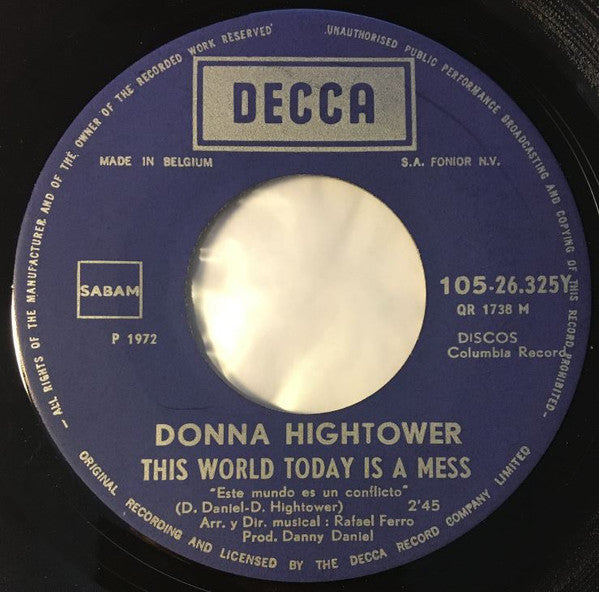 — ALL RIGHTS OF THE MANUFACTURER, AND OF THE OWNER OF THE RECORDED WORK RESERVED
.UNAUTHORISED PUBLIC PERFORMANCE BROADCASTING AND COPYING OF THIS RECORD PROHIBITED.—
DECCA
MADE IN BELGIUM
S.A. FONIOR N.V.
SABAM
P 1972
105-26.325Y
QR 1738 M
DISCOS
Columbia Record
DONNA HIGHTOWER
THIS WORLD TODAY IS A MESS
"Este mundo es un conflicto"
(D. Daniel-D. Hightower) 2'45
Arr. y Dir. musical : Rafael Ferro
Prod. Danny Daniel
ORIGINAL RECORDING AND LICENSED BY THE DECCA RECORD COMPANY LIMITED